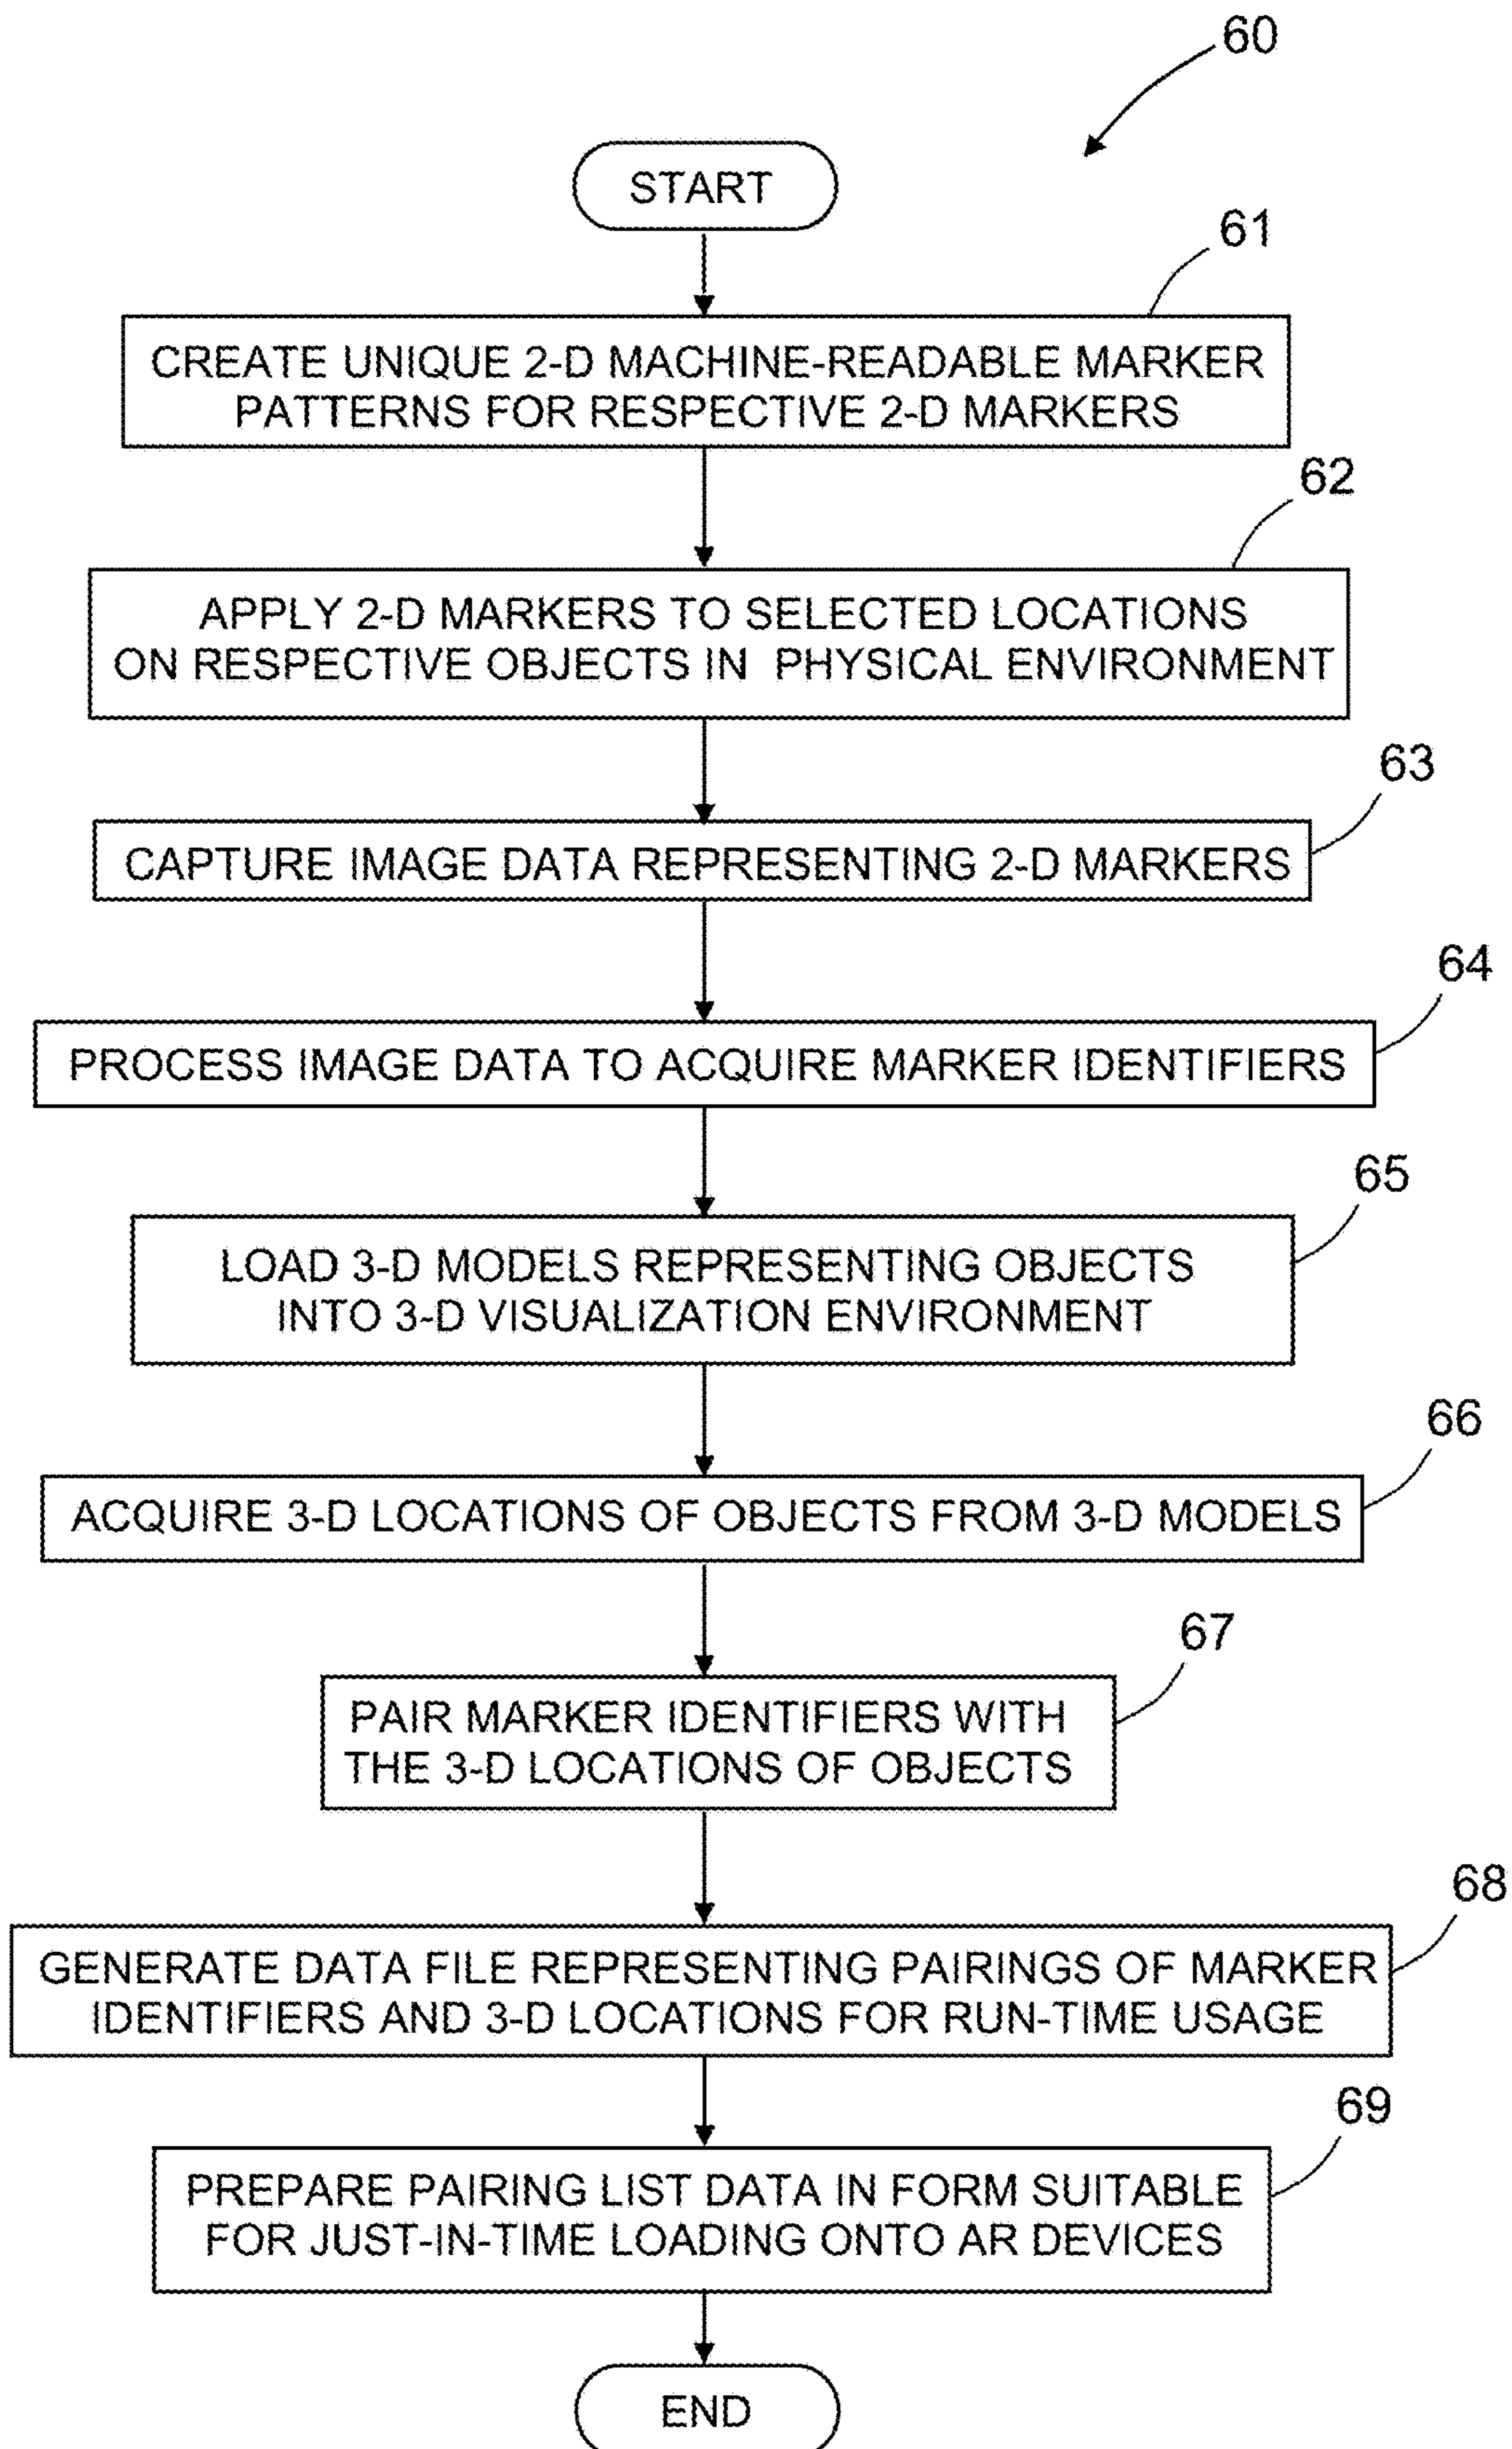 60
START
61
CREATE UNIQUE 2-D MACHINE-READABLE MARKER
PATTERNS FOR RESPECTIVE 2-D MARKERS
62
APPLY 2-D MARKERS TO SELECTED LOCATIONS
ON RESPECTIVE OBJECTS IN PHYSICAL ENVIRONMENT
63
CAPTURE IMAGE DATA REPRESENTING 2-D MARKERS
64
PROCESS IMAGE DATA TO ACQUIRE MARKER IDENTIFIERS
65
LOAD 3-D MODELS REPRESENTING OBJECTS
INTO 3-D VISUALIZATION ENVIRONMENT
66
ACQUIRE 3-D LOCATIONS OF OBJECTS FROM 3-D MODELS
67
PAIR MARKER IDENTIFIERS WITH
THE 3-D LOCATIONS OF OBJECTS
68
GENERATE DATA FILE REPRESENTING PAIRINGS OF MARKER
IDENTIFIERS AND 3-D LOCATIONS FOR RUN-TIME USAGE
69
PREPARE PAIRING LIST DATA IN FORM SUITABLE
FOR JUST-IN-TIME LOADING ONTO AR DEVICES
END